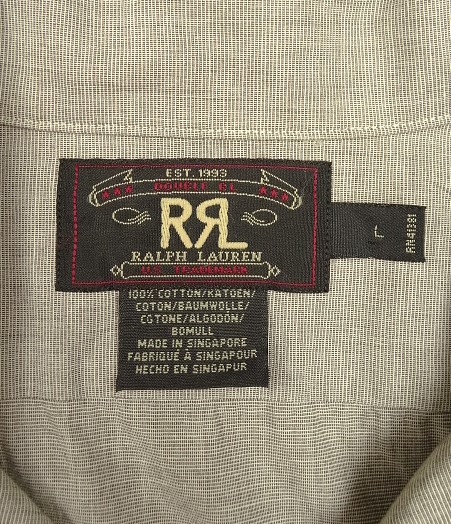 EST. 1993
DOUBLE RL
RRL
RALPH LAUREN
U.S. TRADEMARK
L
RN41381
100% COTTON/KATOEN/
COTON/BAUMWOLLE/
COTONE/ALGODÓN/
BOMULL
MADE IN SINGAPORE
FABRIQUÉ À SINGAPOUR
HECHO EN SINGAPUR